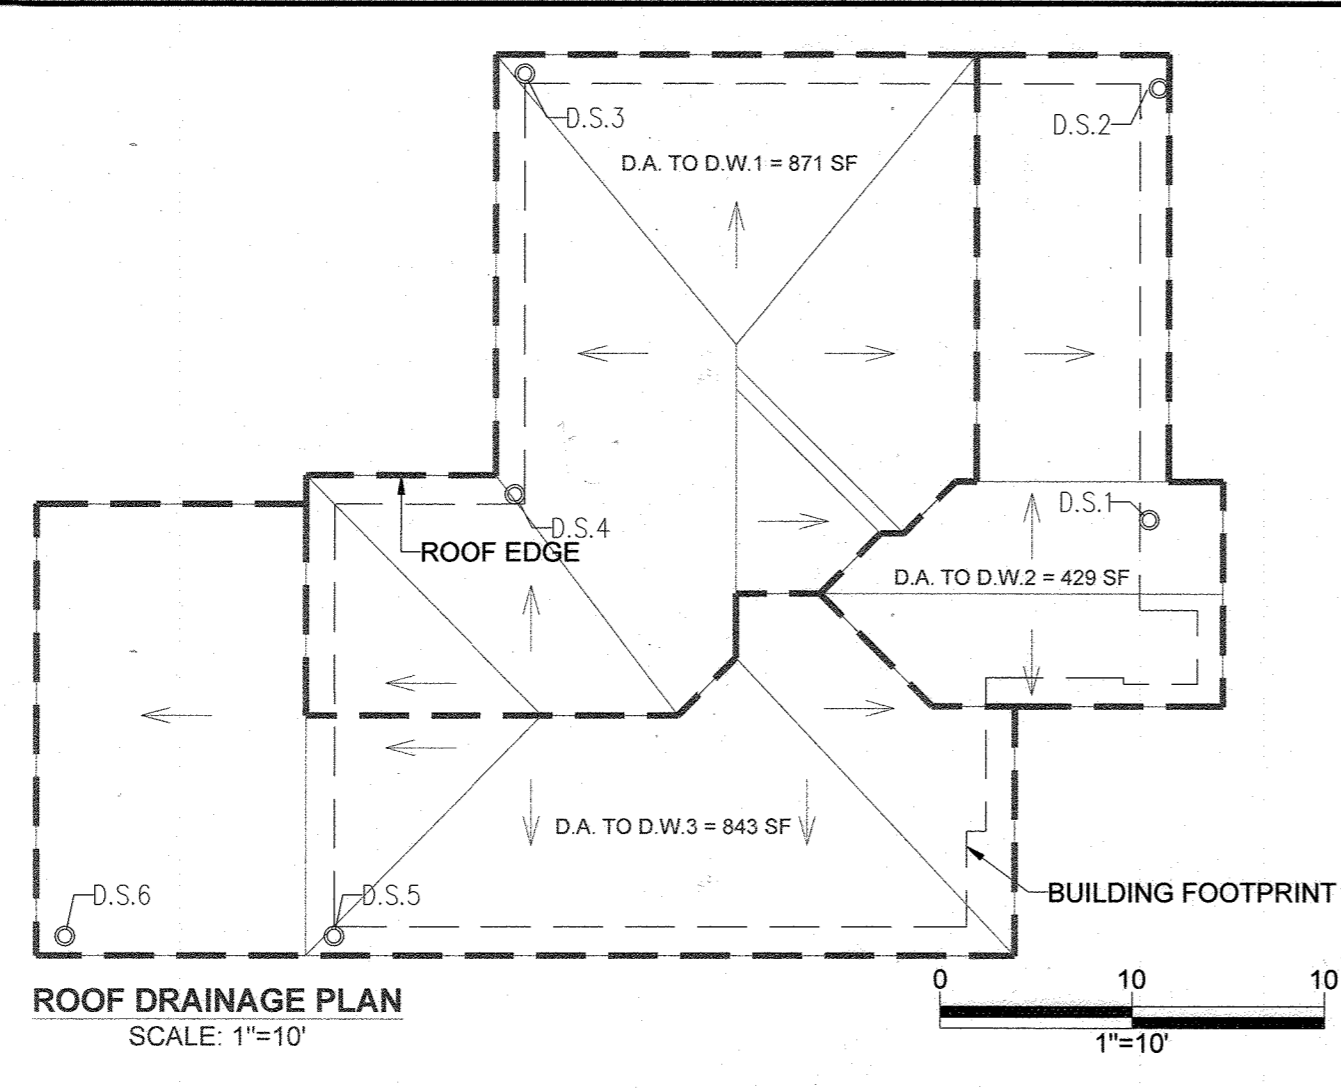 D.S.3
D.S.2
D.A. TO D.W.1 = 871 SF
D.S.1
D.S.4
ROOF EDGE
D.A. TO D.W.2 = 429 SF
D.A. TO D.W.3 = 843 SF
D.S.6
D.S.5
BUILDING FOOTPRINT
ROOF DRAINAGE PLAN
SCALE: 1"=10'
0 10 10
1"=10'